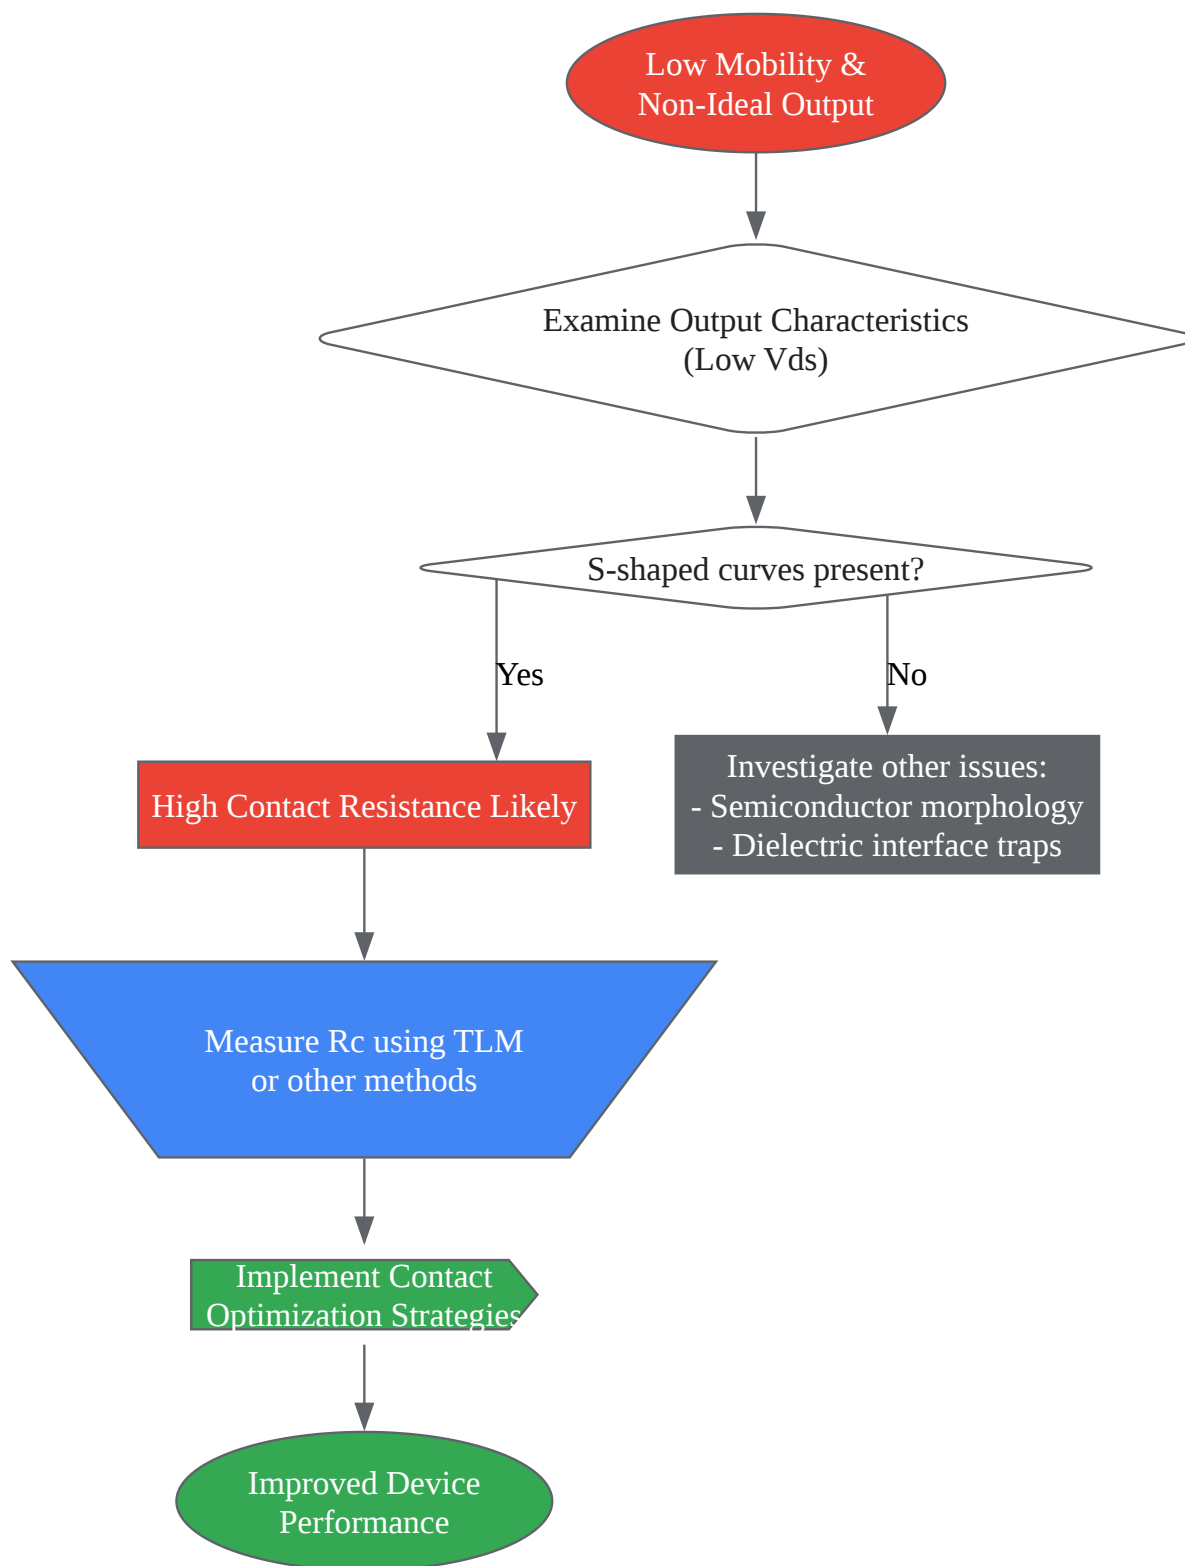 Low Mobility &
Non-Ideal Output
Examine Output Characteristics
(Low Vds)
S-shaped curves present?
Yes
No
High Contact Resistance Likely
Investigate other issues:
- Semiconductor morphology
- Dielectric interface traps
Measure Rc using TLM
or other methods
Implement Contact
Optimization Strategies
Improved Device
Performance